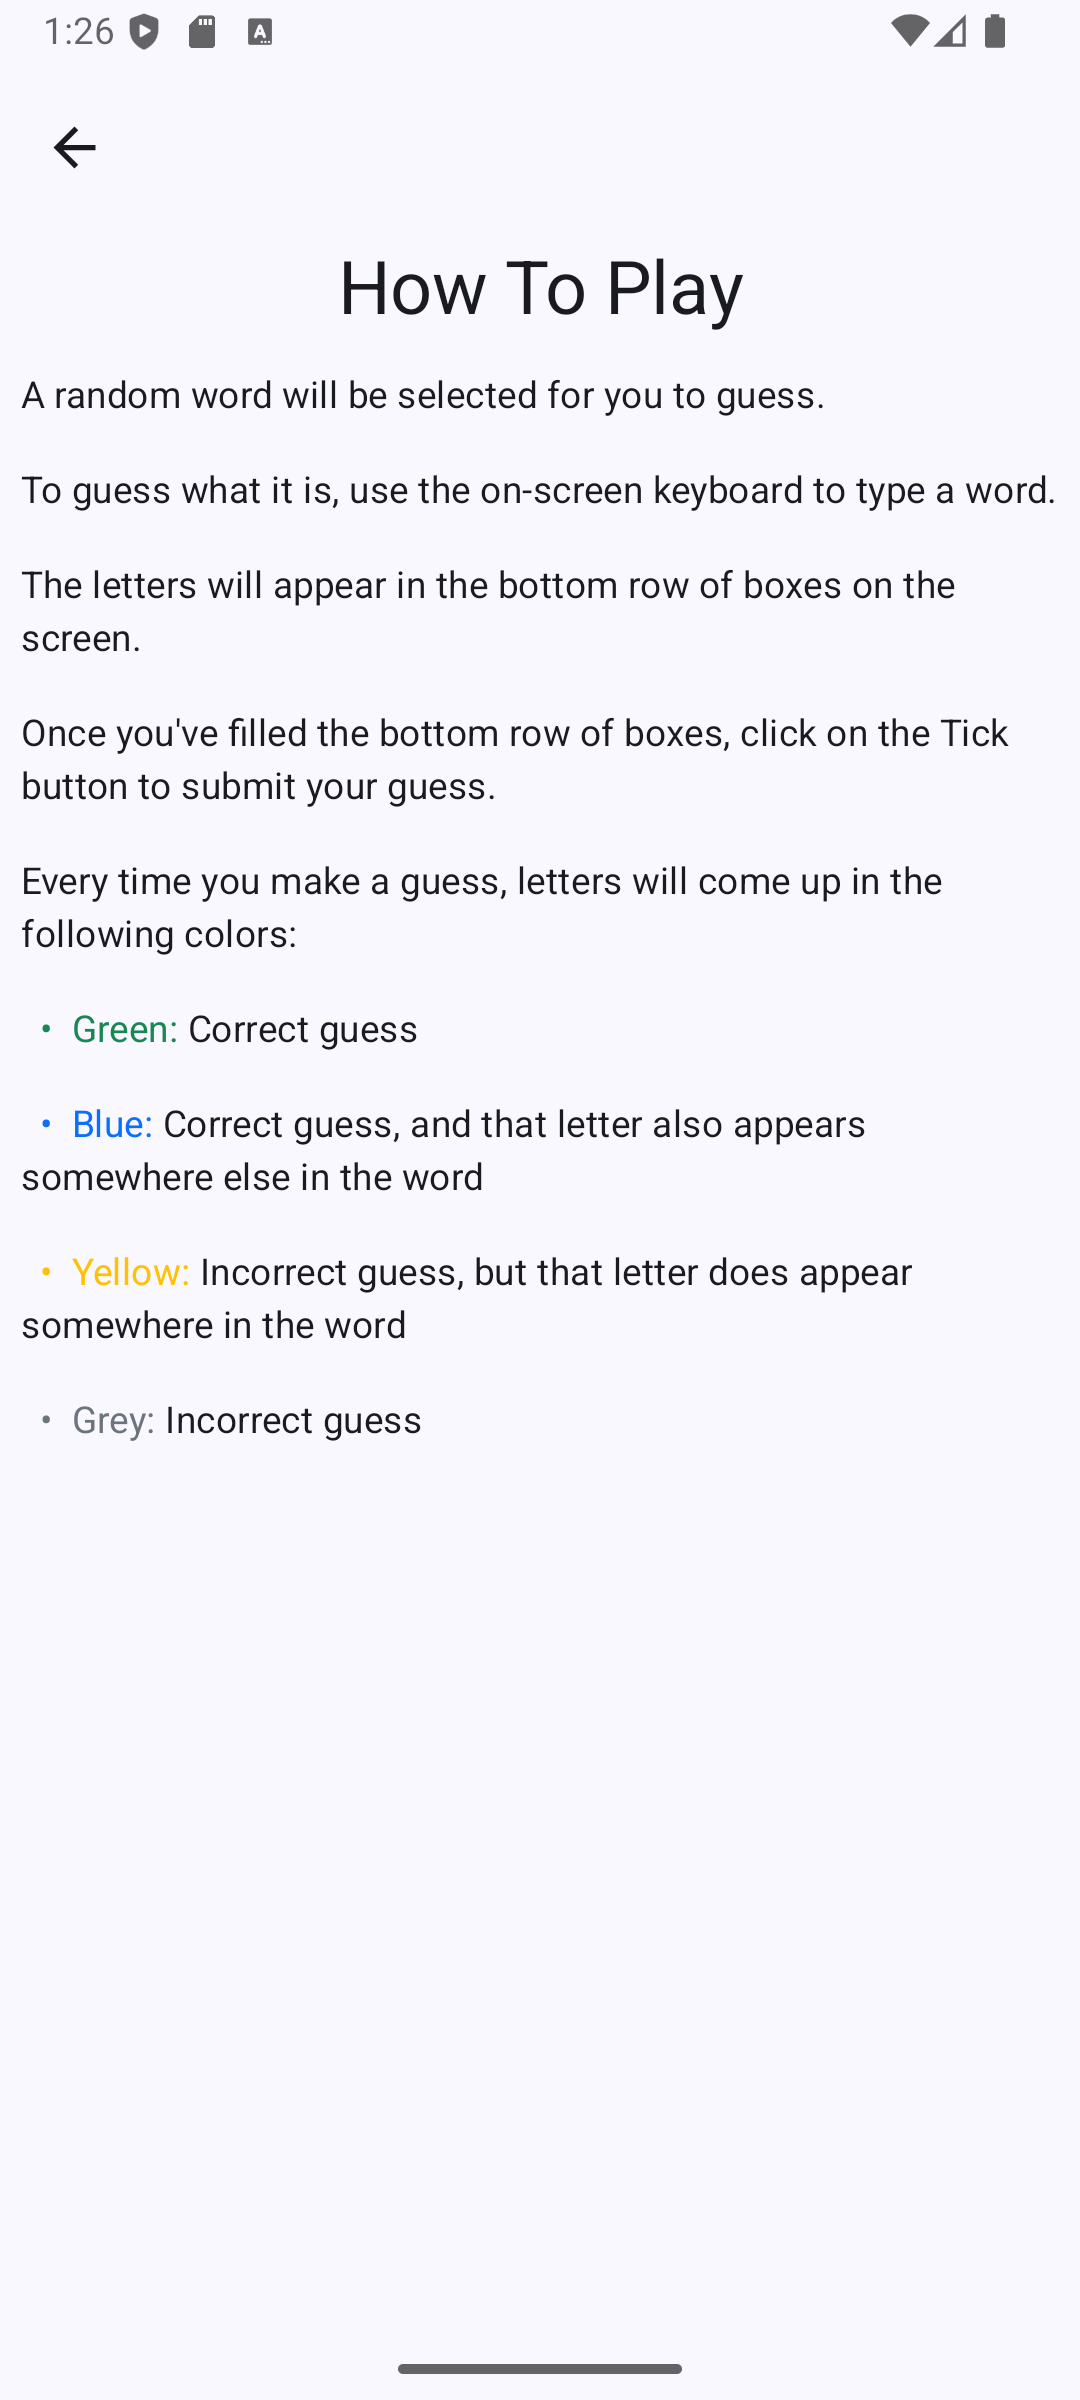 1:26
How To Play
A random word will be selected for you to guess.
To guess what it is, use the on-screen keyboard to type a word.
The letters will appear in the bottom row of boxes on the
screen.
Once you've filled the bottom row of boxes, click on the Tick
button to submit your guess.
Every time you make a guess, letters will come up in the
following colors:
• Green: Correct guess
• Blue: Correct guess, and that letter also appears
somewhere else in the word
• Yellow: Incorrect guess, but that letter does appear
somewhere in the word
• Grey: Incorrect guess